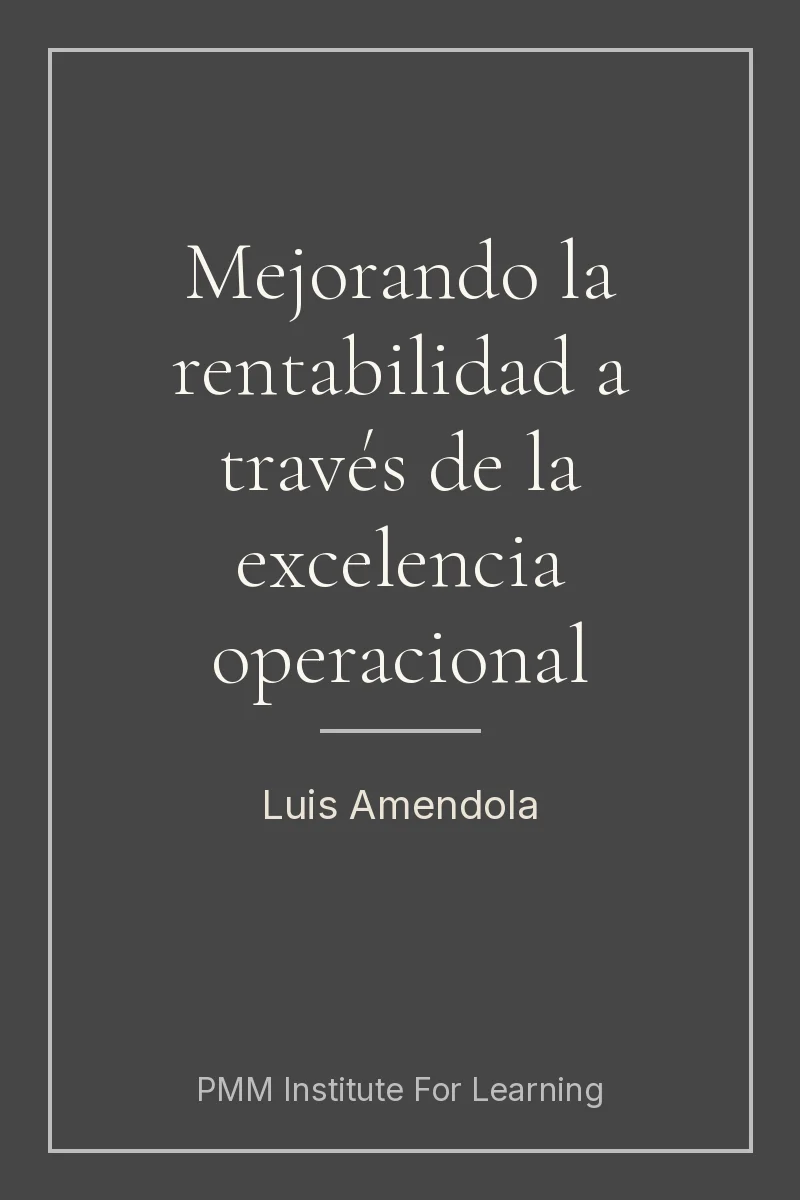 Mejorando la
rentabilidad a
través de la
excelencia
operacional
Luis Amendola
PMM Institute For Learning